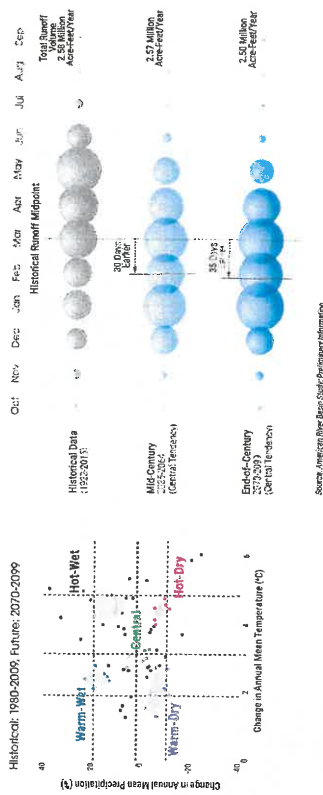 Historical: 1980-2009, Future: 2070-2099
Change in Annual Mean Precipitation (%)
40
20
0
-20
-40
Warm-Wet
Hot-Wet
Central
Warm-Dry
Hot-Dry
2
4
6
Change in Annual Mean Temperature (°C)
Oct Nov Dec Jan Feb Mar Apr May Jun Jul Aug Sep
Historical Runoff Midpoint
Total Runoff
Volume
2.58 Million
Acre-Feet/Year
Historical Data
30 Days
Earlier
2.57 Million
Acre-Feet/Year
Mid-Century
(Central Tendency)
35 Days
2.50 Million
Acre-Feet/Year
End-of-Century
2070-2099
(Central Tendency)
Source: American River Basin Study: Preliminary Information